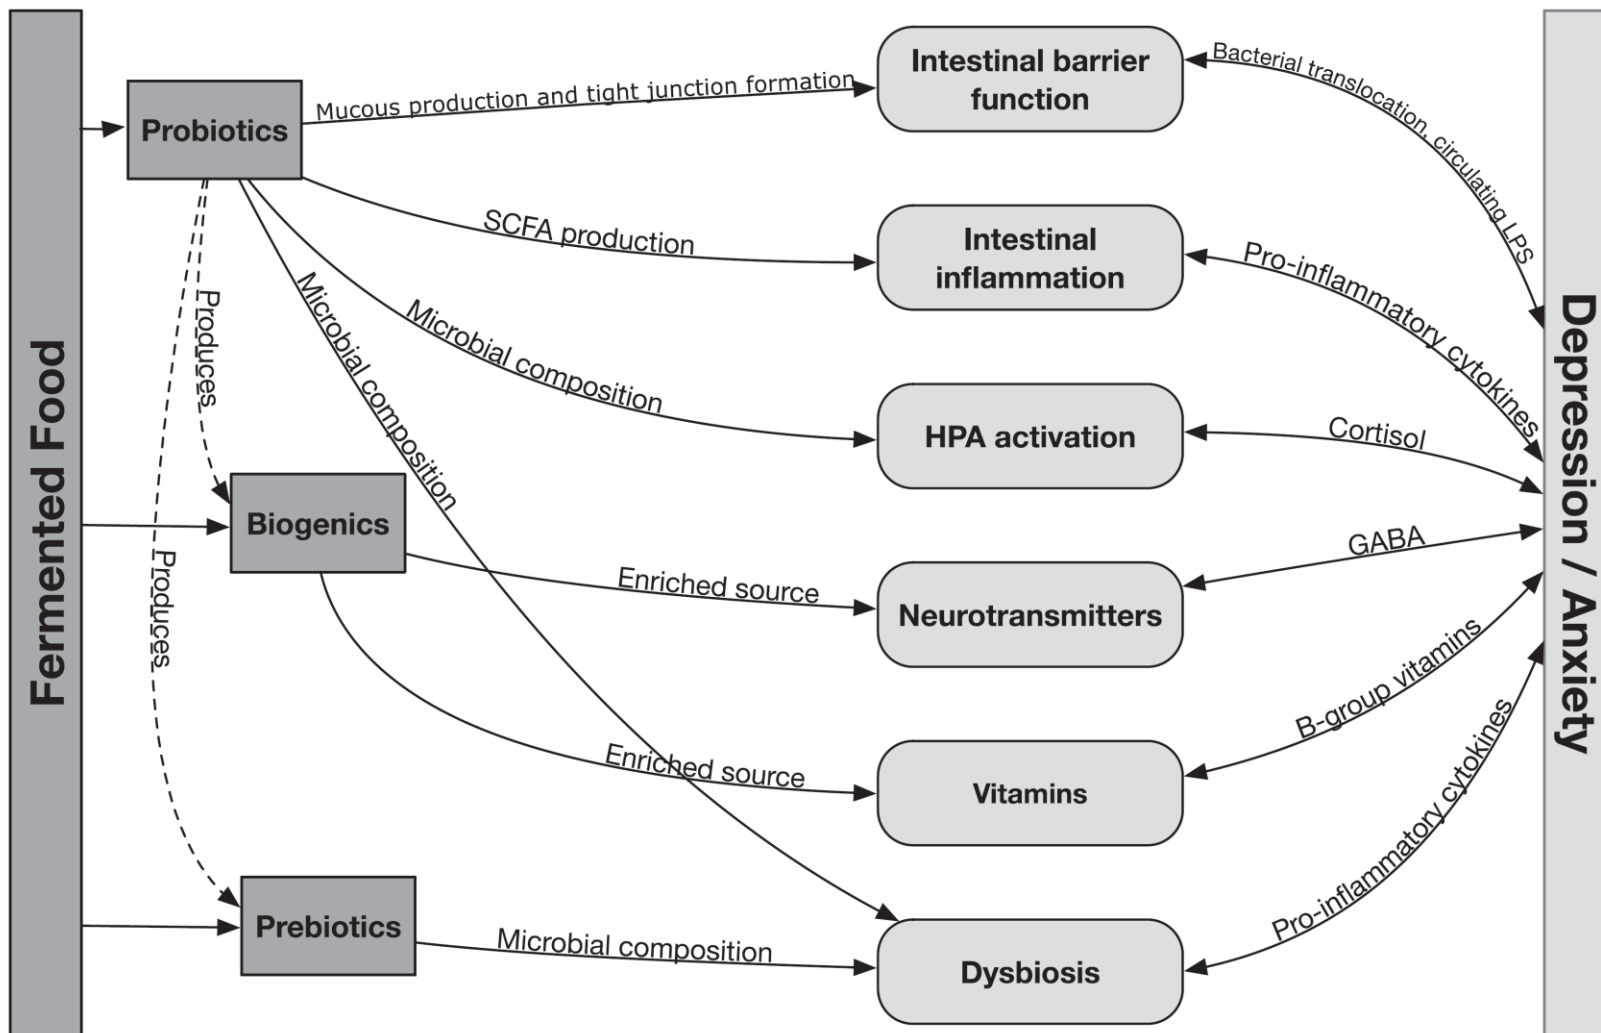 Fermented Food
Probiotics
Mucous production and tight junction formation
Intestinal barrier
function
Bacterial translocation, circulating LPS
SCFA production
Intestinal
inflammation
Pro-inflammatory cytokines
Produces
Microbial composition
Microbial composition
HPA activation
Cortisol
Biogenics
Enriched source
Neurotransmitters
GABA
Produces
Enriched source
Vitamins
B-group vitamins
Prebiotics
Microbial composition
Dysbiosis
Pro-inflammatory cytokines
Depression / Anxiety